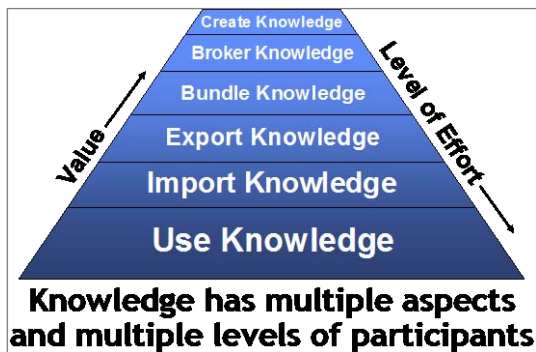 Create Knowledge
Broker Knowledge
Bundle Knowledge
Export Knowledge
Import Knowledge
Use Knowledge
Value
Level of Effort
Knowledge has multiple aspects
and multiple levels of participants